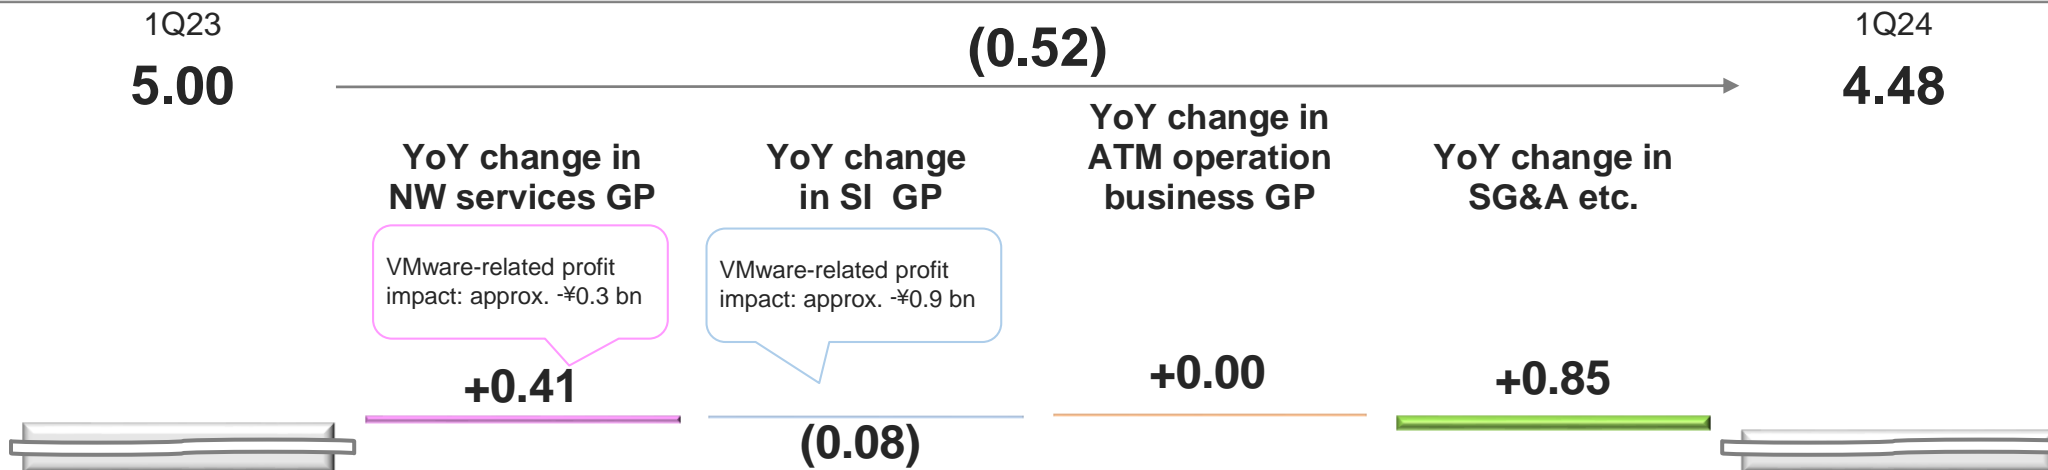 1Q23
5.00
(0.52)
1Q24
4.48
YoY change in
NW services GP
YoY change
in SI GP
YoY change in
ATM operation
business GP
YoY change in
SG&A etc.
VMware-related profit
impact: approx. -¥0.3 bn
VMware-related profit
impact: approx. -¥0.9 bn
+0.41
(0.08)
+0.00
+0.85